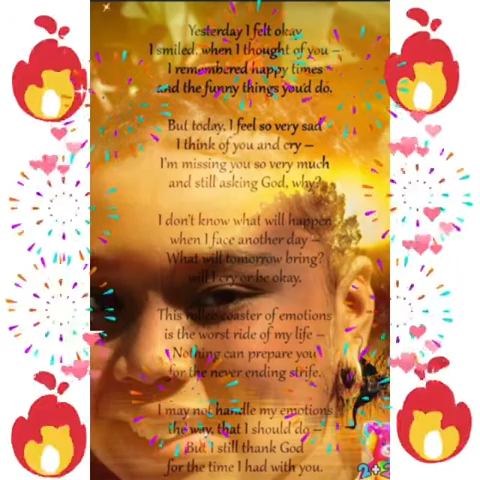 Yesterday I felt okay
I smiled, when I thought of you –
I remembered happy times
and the funny things you'd do.
But today, I feel so very sad
I think of you and cry –
I'm missing you so very much
and still asking God, why?
I don't know what will happen
when I face another day –
What will tomorrow bring?
will I cry or be okay.
This roller coaster of emotions
is the worst ride of my life –
Nothing can prepare you
for the never ending strife.
I may not handle my emotions
the way, that I should do –
But I still thank God
for the time I had with you.